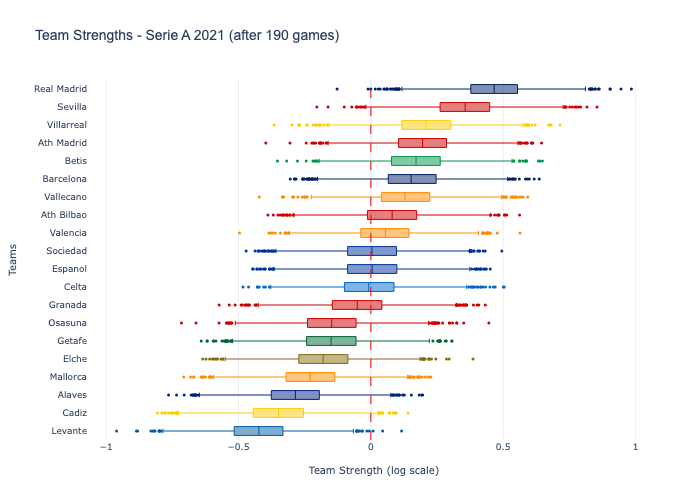 Team Strengths - Serie A 2021 (after 190 games)
Real Madrid
Sevilla
Villarreal
Ath Madrid
Betis
Barcelona
Vallecano
Ath Bilbao
Valencia
Sociedad
Espanol
Celta
Granada
Osasuna
Getafe
Elche
Mallorca
Alaves
Cadiz
Levante
Teams
−1 −0.5 0 0.5 1
Team Strength (log scale)